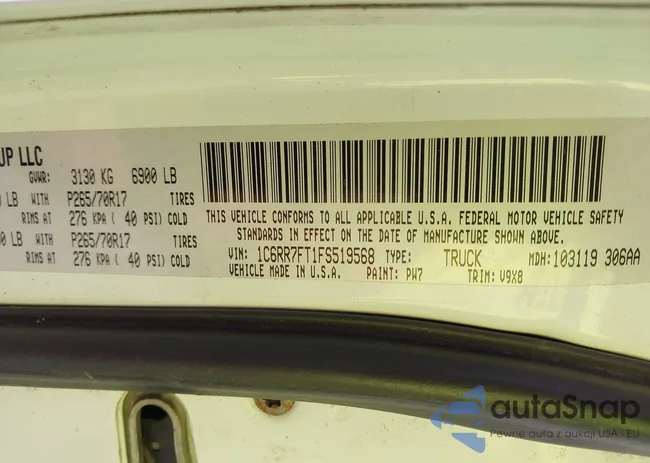 UP LLC
GVWR: 3130 KG 6900 LB
LB WITH P265/70R17 TIRES
RIMS AT 276 KPA ( 40 PSI) COLD
LB WITH P265/70R17 TIRES
RIMS AT 276 KPA ( 40 PSI) COLD
THIS VEHICLE CONFORMS TO ALL APPLICABLE U.S.A. FEDERAL MOTOR VEHICLE SAFETY
STANDARDS IN EFFECT ON THE DATE OF MANUFACTURE SHOWN ABOVE.
VIN: 1C6RR7FT1FS519568 TYPE: TRUCK MDH: 103119 306AA
VEHICLE MADE IN U.S.A. PAINT: PW7 TRIM: V9X8
autaSnap
Pewne auta z aukcji USA - EU